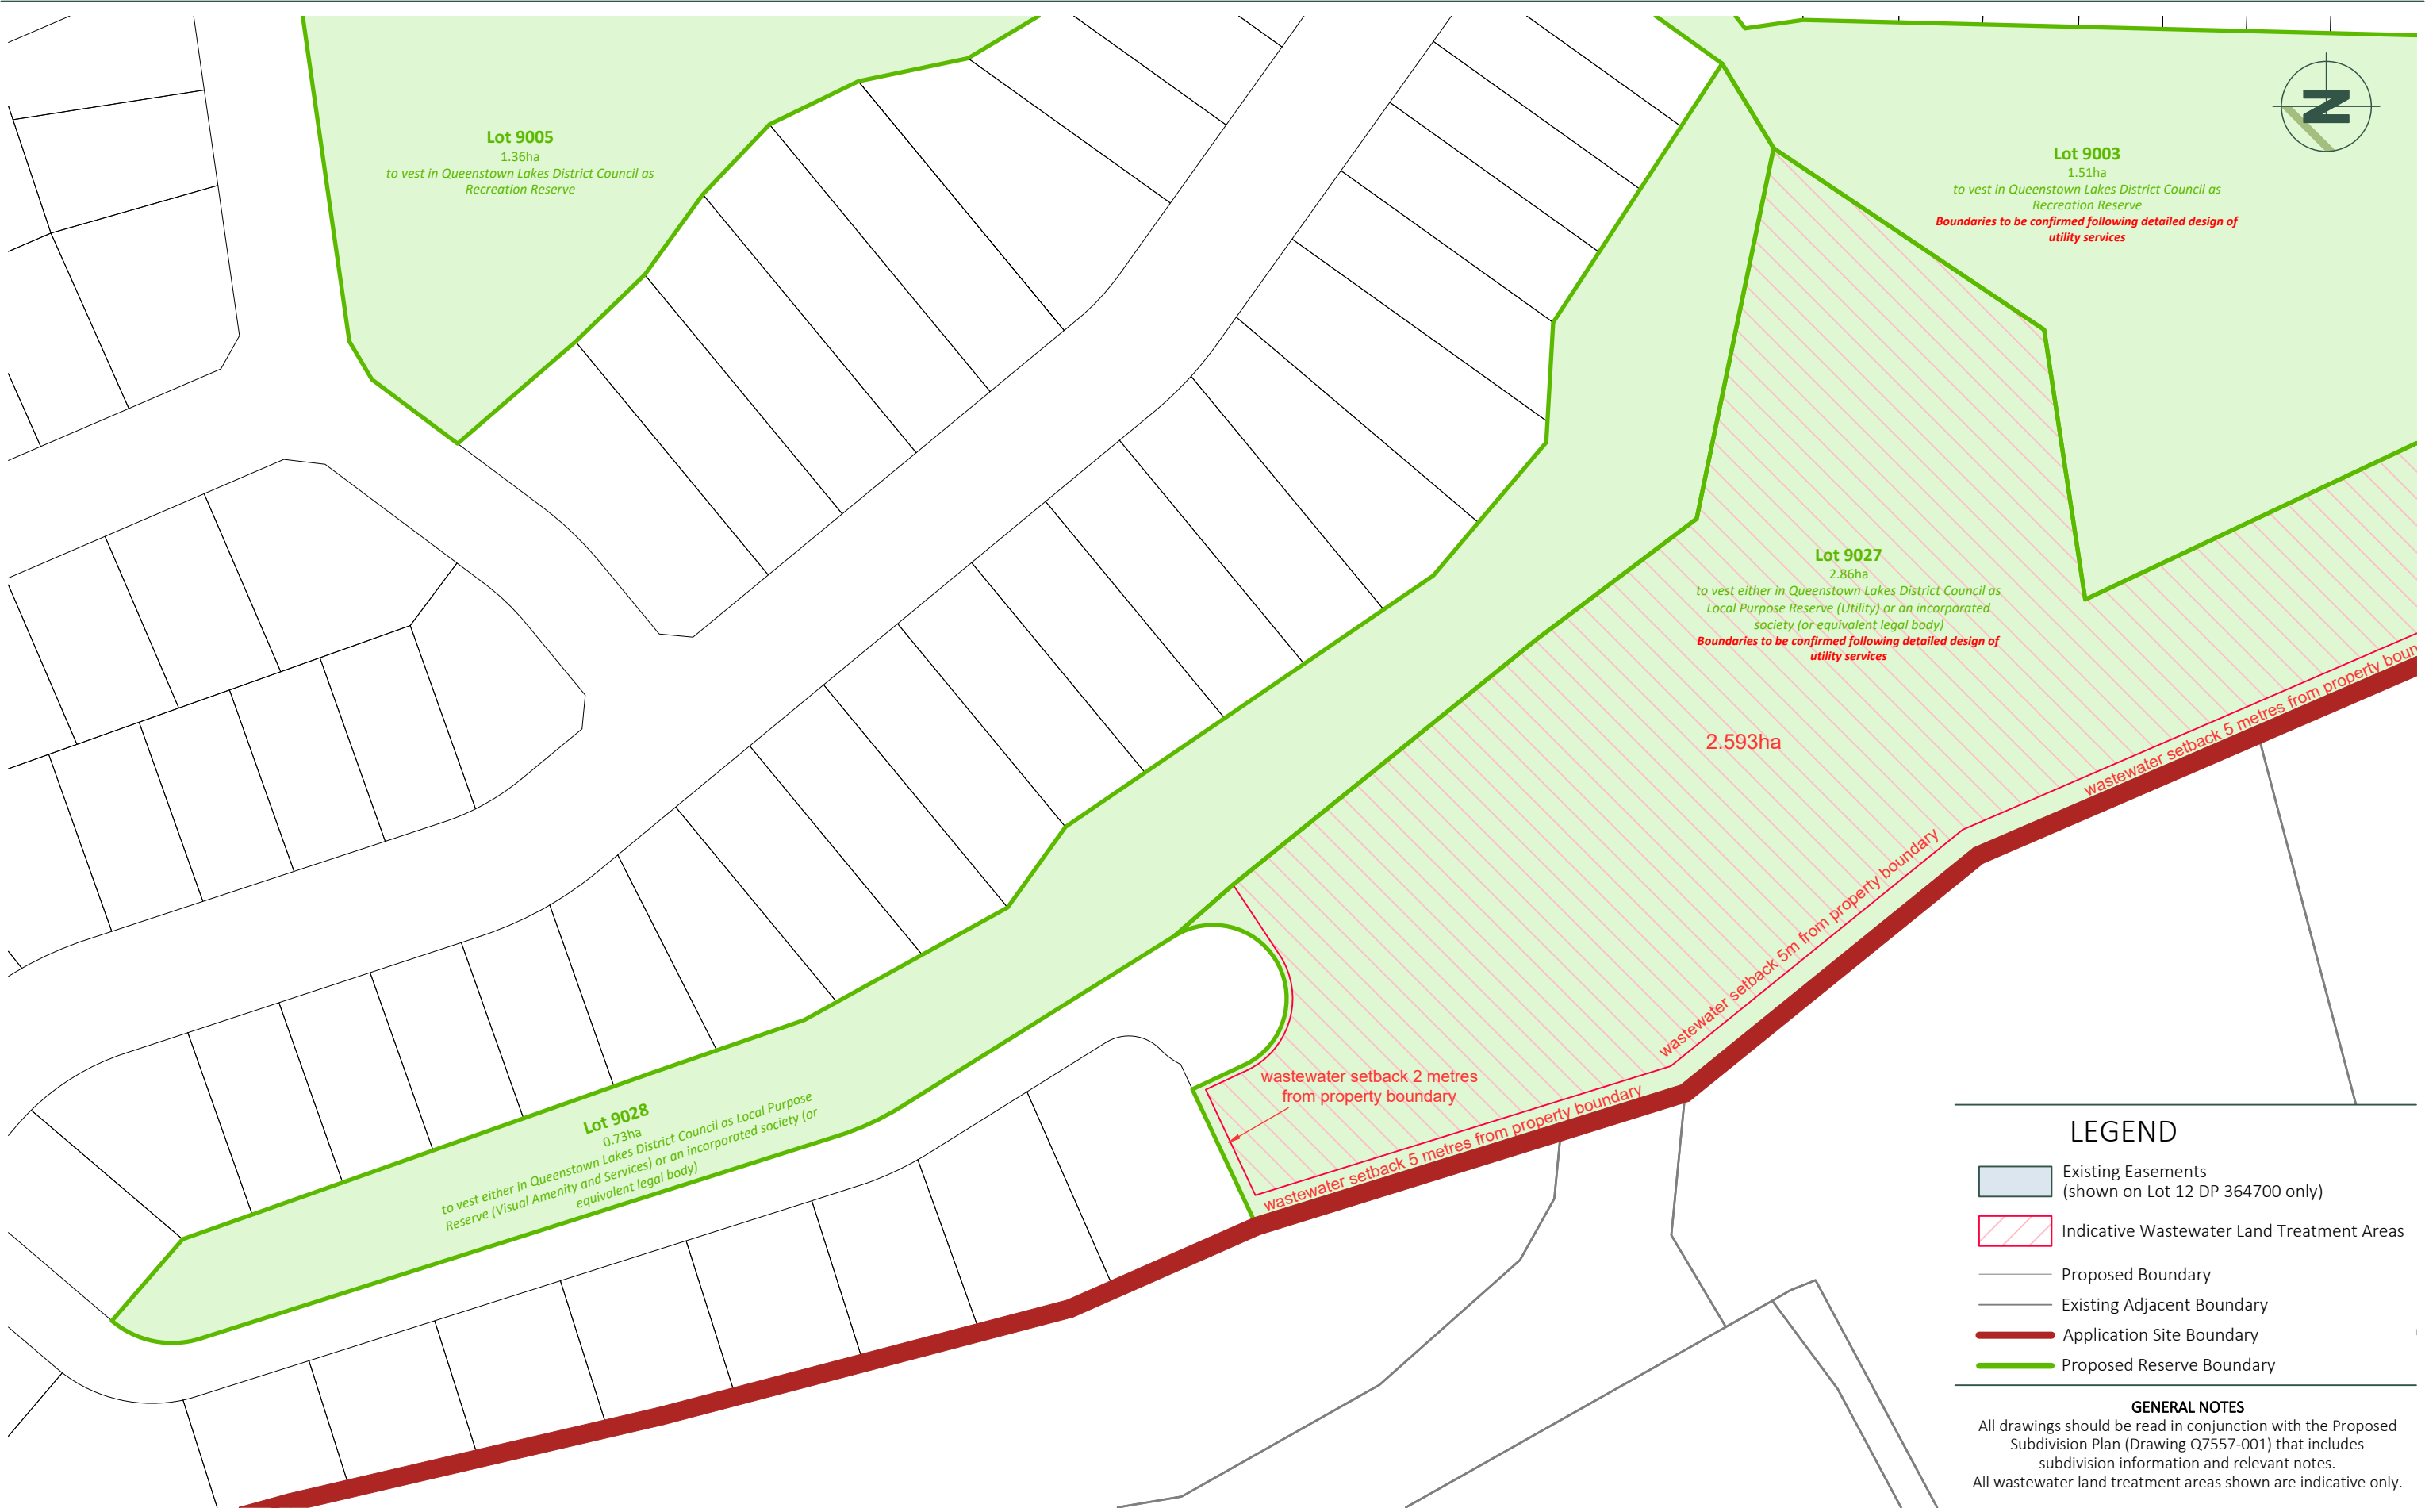 Lot 9005
1.36ha
to vest in Queenstown Lakes District Council as
Recreation Reserve
N
Lot 9003
1.51ha
to vest in Queenstown Lakes District Council as
Recreation Reserve
Boundaries to be confirmed following detailed design of
utility services
Lot 9027
2.86ha
to vest either in Queenstown Lakes District Council as
Local Purpose Reserve (Utility) or an incorporated
society (or equivalent legal body)
Boundaries to be confirmed following detailed design of
utility services
2.593ha
wastewater setback 5 metres from property boun
wastewater setback 5m from property boundary
wastewater setback 2 metres
from property boundary
wastewater setback 5 metres from property boundary
Lot 9028
0.73ha
to vest either in Queenstown Lakes District Council as Local Purpose
Reserve (Visual Amenity and Services) or an incorporated society (or
equivalent legal body)
LEGEND
Existing Easements
(shown on Lot 12 DP 364700 only)
Indicative Wastewater Land Treatment Areas
Proposed Boundary
Existing Adjacent Boundary
Application Site Boundary
Proposed Reserve Boundary
GENERAL NOTES
All drawings should be read in conjunction with the Proposed
Subdivision Plan (Drawing Q7557-001) that includes
subdivision information and relevant notes.
All wastewater land treatment areas shown are indicative only.